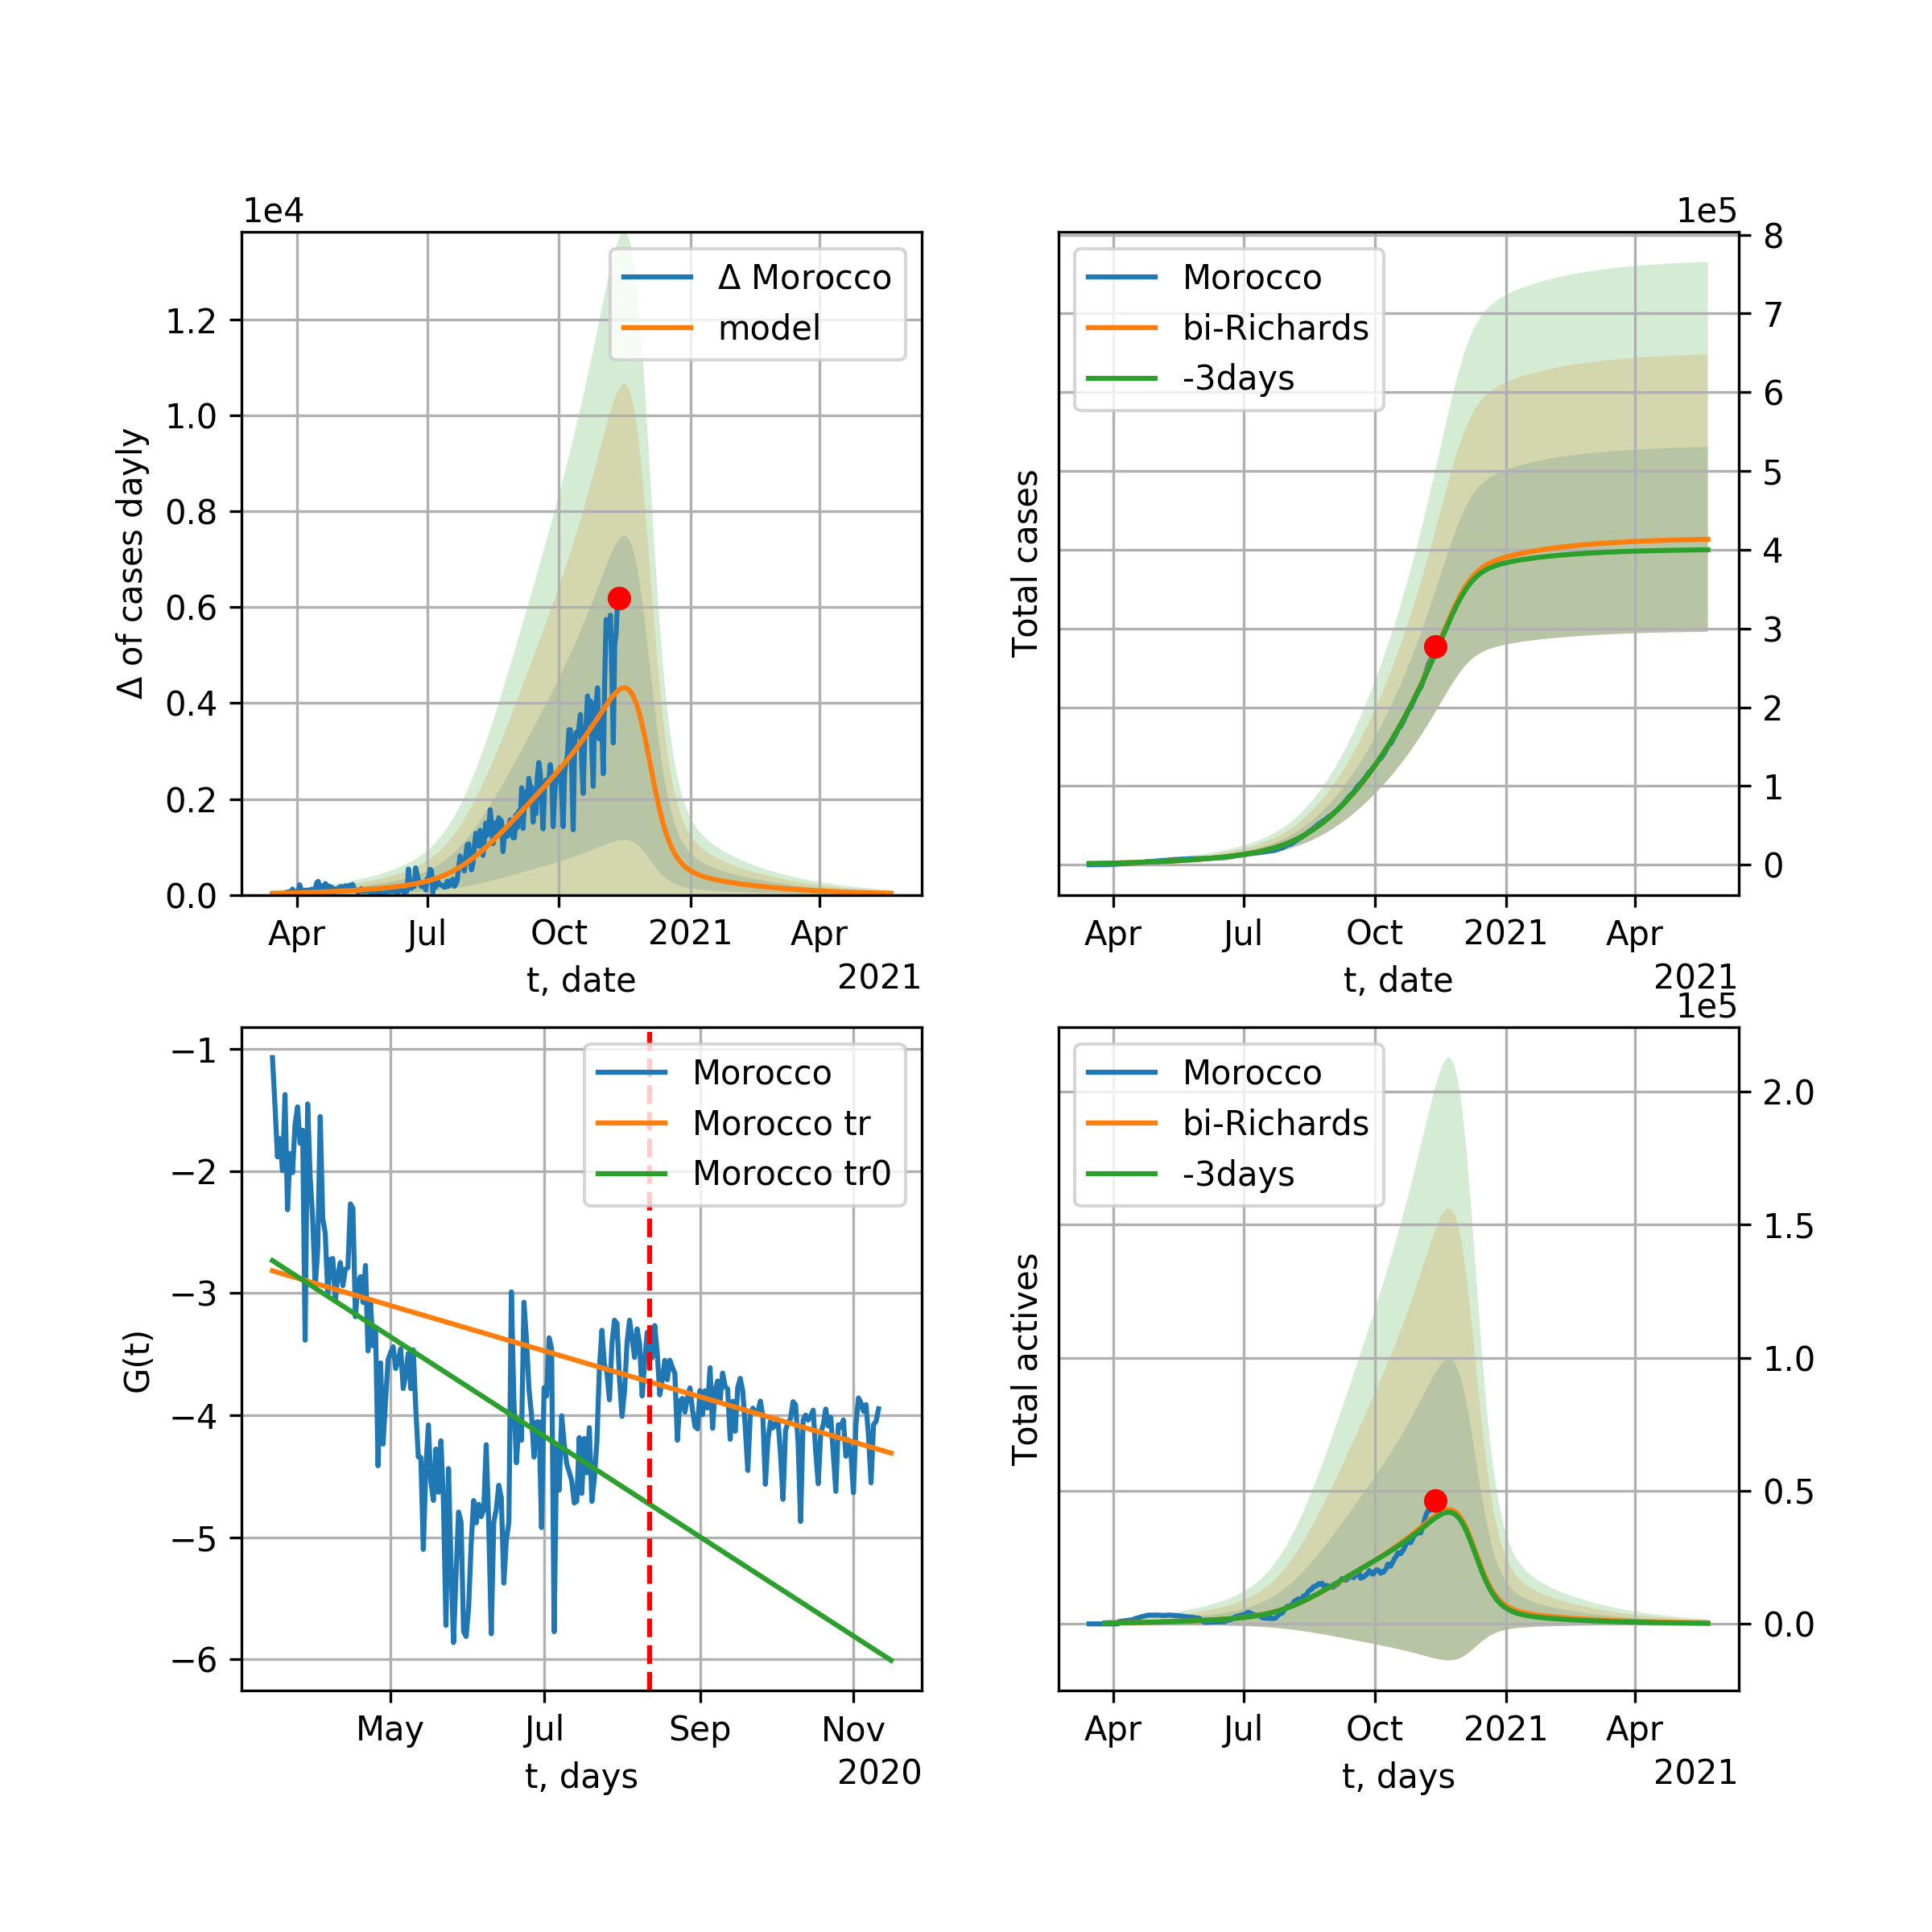 1e4
Δ of cases dayly
1.2
1.0
0.8
0.6
0.4
0.2
0.0
Δ Morocco
model
Apr
Jul
Oct
2021
Apr
t, date
2021
1e5
Total cases
Morocco
bi-Richards
-3days
8
7
6
5
4
3
2
1
0
Apr
Jul
Oct
2021
Apr
t, date
2021
G(t)
−1
−2
−3
−4
−5
−6
Morocco
Morocco tr
Morocco tr0
May
Jul
Sep
Nov
t, days
2020
1e5
Total actives
Morocco
bi-Richards
-3days
2.0
1.5
1.0
0.5
0.0
Apr
Jul
Oct
2021
Apr
t, days
2021